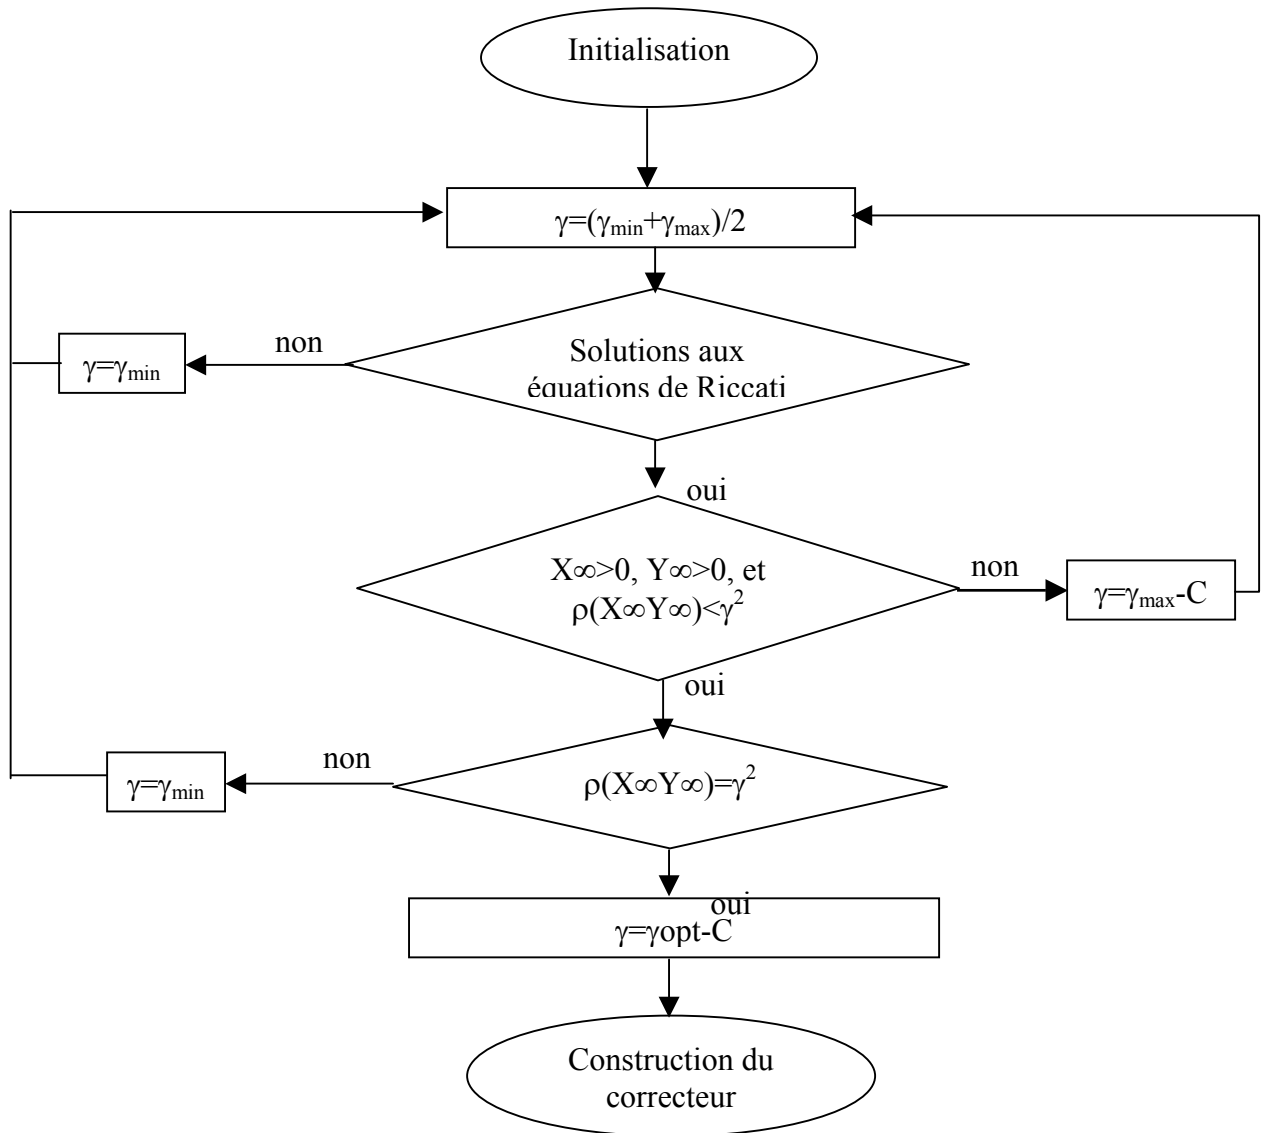 Initialisation
γ=(γmin+γmax)/2
non
γ=γmin
Solutions aux
équations de Riccati
oui
X∞>0, Y∞>0, et
ρ(X∞Y∞)<γ²
non
γ=γmax-C
oui
non
γ=γmin
ρ(X∞Y∞)=γ²
oui
γ=γopt-C
Construction du
correcteur